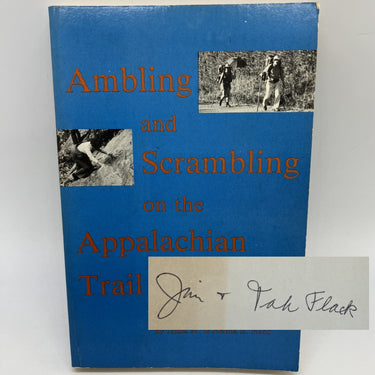 Ambling
and
Scrambling
on the
Appalachian
Trail
Jim + Tah Flack